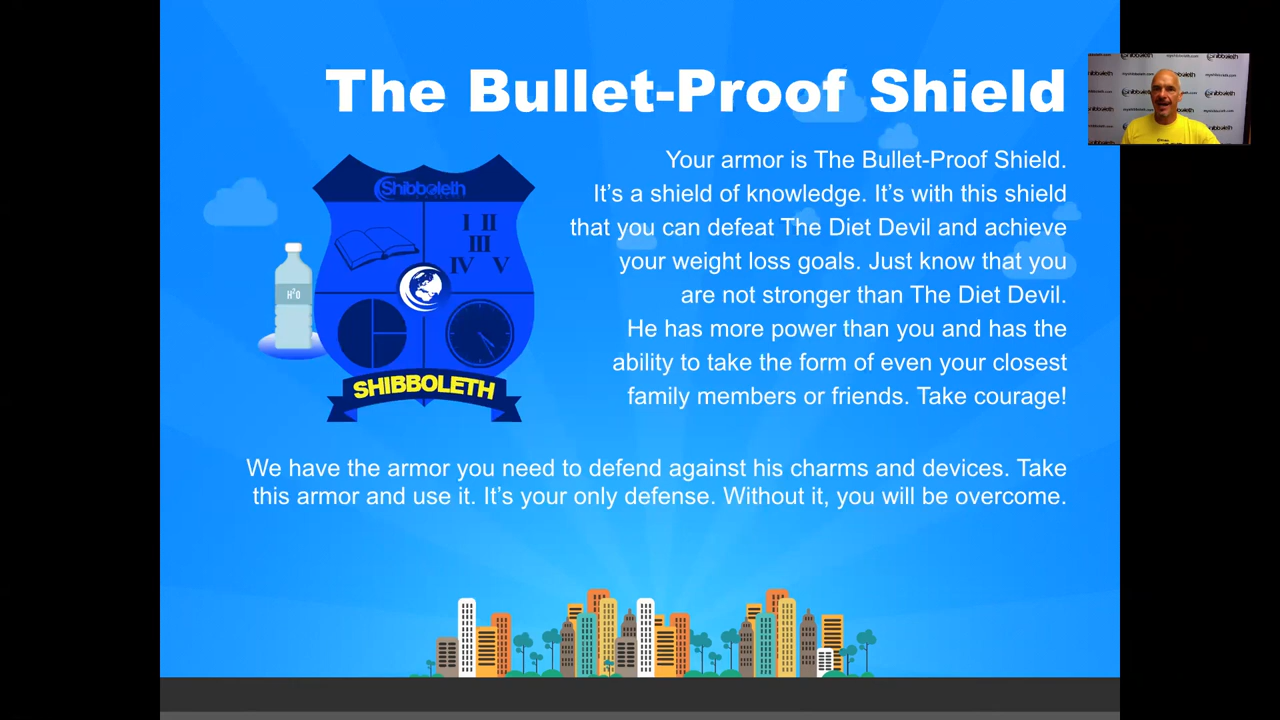 The Bullet-Proof Shield
Your armor is The Bullet-Proof Shield.
It’s a shield of knowledge. It’s with this shield
that you can defeat The Diet Devil and achieve
your weight loss goals. Just know that you
are not stronger than The Diet Devil.
He has more power than you and has the
ability to take the form of even your closest
family members or friends. Take courage!
We have the armor you need to defend against his charms and devices. Take
this armor and use it. It’s your only defense. Without it, you will be overcome.
Shibboleth
I II
III
IV V
H²O
SHIBBOLETH